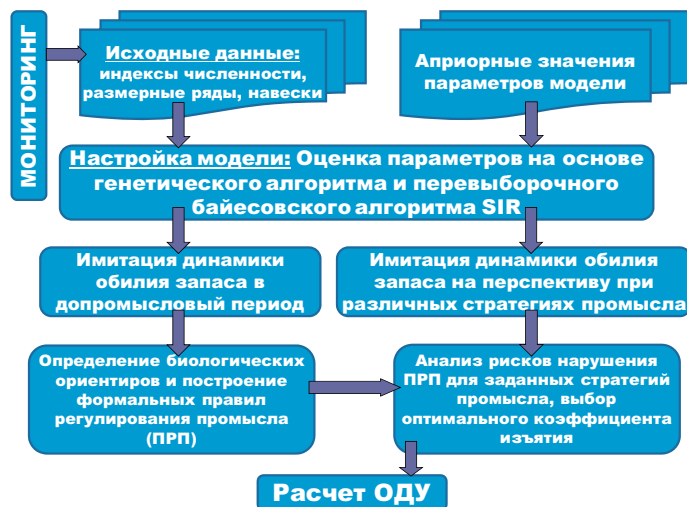 МОНИТОРИНГ
Исходные данные:
индексы численности,
размерные ряды, навески
Априорные значения
параметров модели
Настройка модели: Оценка параметров на основе
генетического алгоритма и перевыборочного
байесовского алгоритма SIR
Имитация динамики
обилия запаса в
допромысловый период
Имитация динамики обилия
запаса на перспективу при
различных стратегиях промысла
Определение биологических
ориентиров и построение
формальных правил
регулирования промысла
(ПРП)
Анализ рисков нарушения
ПРП для заданных стратегий
промысла, выбор
оптимального коэффициента
изъятия
Расчет ОДУ